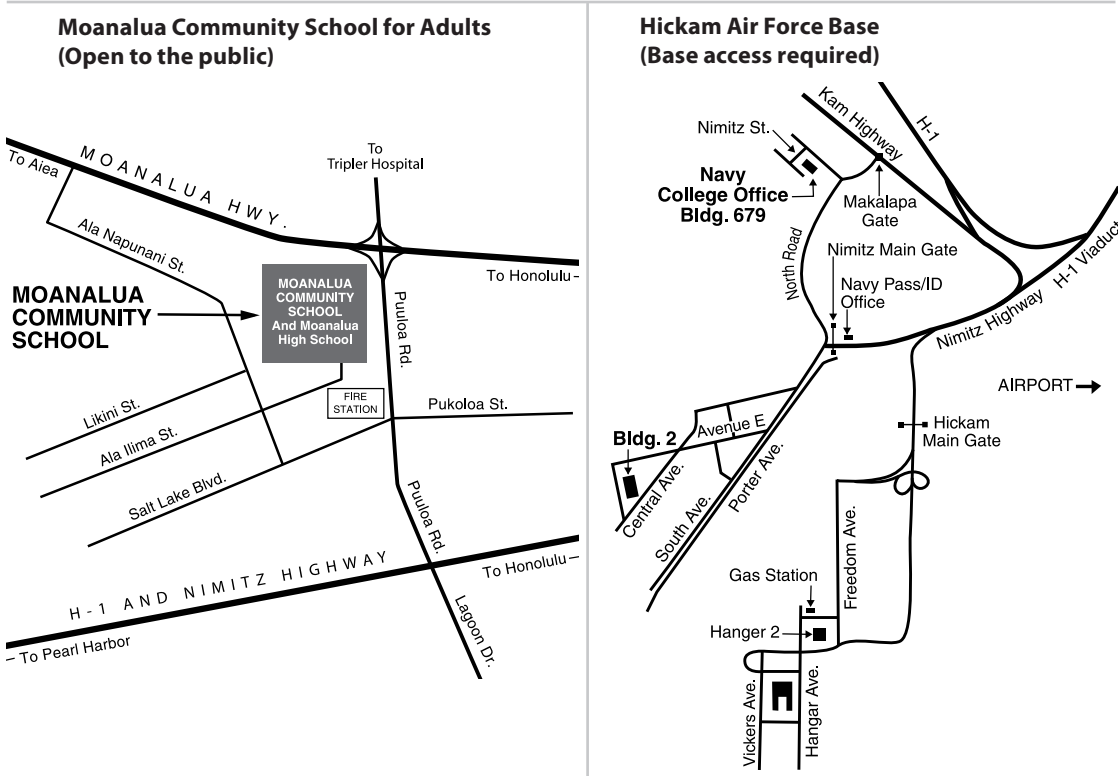 Moanalua Community School for Adults
(Open to the public)
To Aiea
MOANALUA HWY.
To
Tripler Hospital
To Honolulu
Ala Napunani St.
MOANALUA
COMMUNITY
SCHOOL
MOANALUA
COMMUNITY
SCHOOL
And Moanalua
High School
Puuloa Rd.
FIRE
STATION
Pukoloa St.
Likini St.
Ala Ilima St.
Salt Lake Blvd.
Puuloa Rd.
H-1 AND NIMITZ HIGHWAY
To Honolulu
To Pearl Harbor
Lagoon Dr.
Hickam Air Force Base
(Base access required)
Kam Highway
H-1
Nimitz St.
Navy
College Office
Bldg. 679
Makalapa
Gate
North Road
Nimitz Main Gate
Navy Pass/ID
Office
H-1 Viaduct
Nimitz Highway
AIRPORT
Hickam
Main Gate
Avenue E
Bldg. 2
Central Ave.
South Ave.
Porter Ave.
Freedom Ave.
Gas Station
Hanger 2
Vickers Ave.
Hangar Ave.